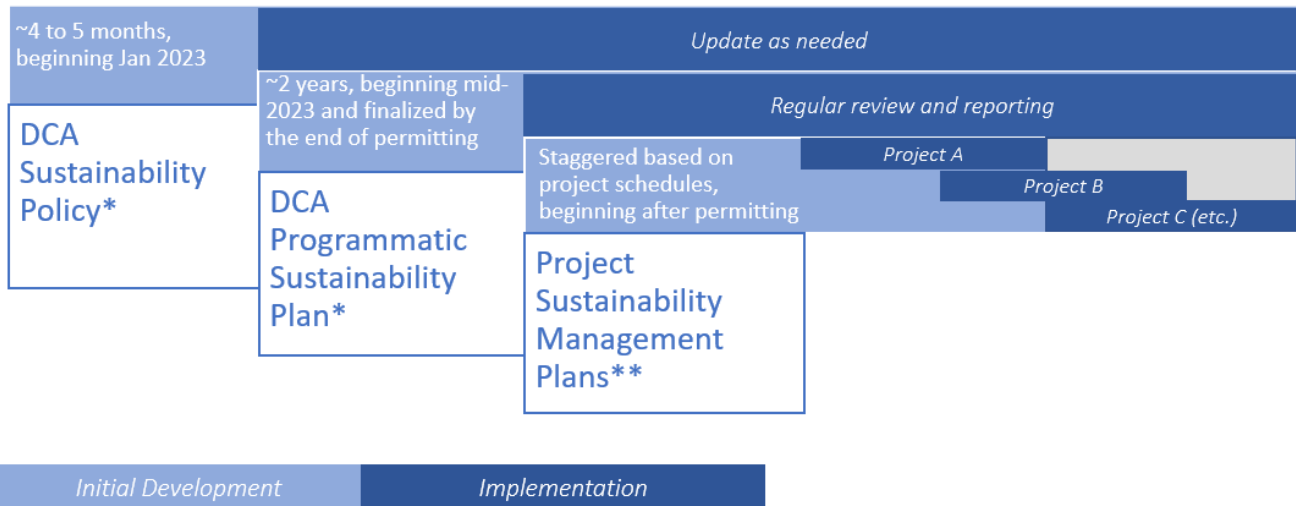 ~4 to 5 months,
beginning Jan 2023
Update as needed
~2 years, beginning mid-
2023 and finalized by
the end of permitting
Regular review and reporting
DCA
Sustainability
Policy*
Staggered based on
project schedules,
beginning after permitting
Project A
Project B
Project C (etc.)
DCA
Programmatic
Sustainability
Plan*
Project
Sustainability
Management
Plans**
Initial Development
Implementation